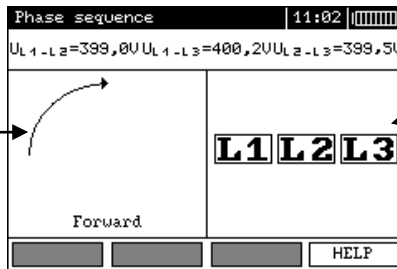 Phase sequence 11:02
UL1-L2=399,0V UL1-L3=400,2V UL2-L3=399,5V
L1 L2 L3
Forward
HELP